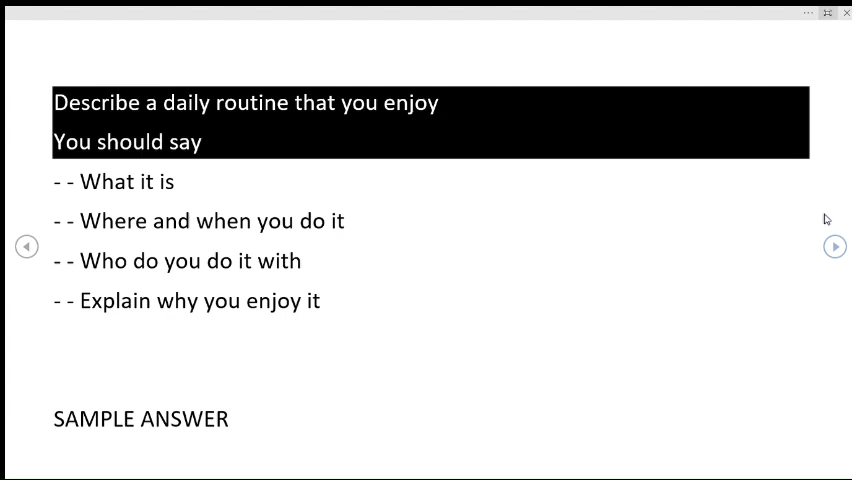 Describe a daily routine that you enjoy
You should say
- - What it is
- - Where and when you do it
- - Who do you do it with
- - Explain why you enjoy it
SAMPLE ANSWER